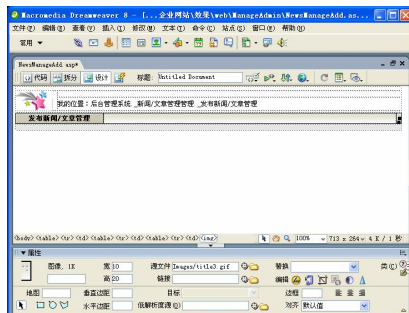 Macromedia Dreamweaver 8 - [...企业网站\效果\web\ManageAdmin\NewsManageAdd.as...
文件(F) 编辑(E) 查看(V) 插入(I) 修改(M) 文本(T) 命令(C) 站点(S) 窗口(W) 帮助(H)
常用
NewsManageAdd.asp*
代码 拆分 设计 标题: Untitled Document
我的位置：后台管理系统 _新闻/文章管理管理 _发布新闻/文章管理
发布新闻/文章管理
<body> <table> <tr> <td> <table> <tr> <td> <table> <tr> <td> <img> 100% 713 x 264 4 K / 1 秒
属性
图像, 1K 宽 10 源文件 Images/title3.gif 替换 类(C)
高 20 链接 编辑
地图 垂直边距 目标 边框
水平边距 低解析度源(O) 对齐 默认值